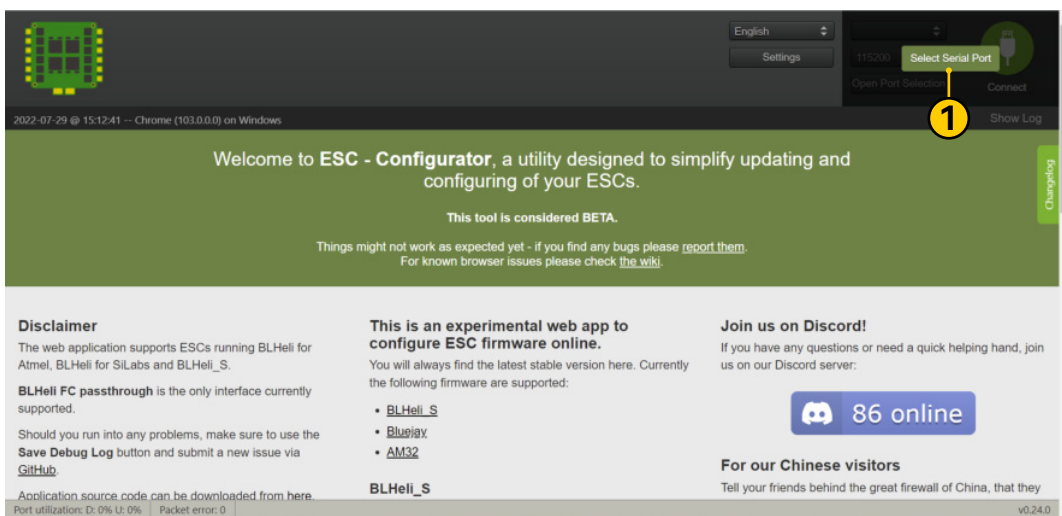 English
Settings
115200
Select Serial Port
Open Port Selection
Connect
1
2022-07-29 @ 15:12:41 -- Chrome (103.0.0.0) on Windows
Show Log
Welcome to ESC - Configurator, a utility designed to simplify updating and
configuring of your ESCs.
This tool is considered BETA.
Things might not work as expected yet - if you find any bugs please report them.
For known browser issues please check the wiki.
Changelog
Disclaimer
The web application supports ESCs running BLHeli for
Atmel, BLHeli for SiLabs and BLHeli_S.
BLHeli FC passthrough is the only interface currently
supported.
Should you run into any problems, make sure to use the
Save Debug Log button and submit a new issue via
GitHub.
Application source code can be downloaded from here.
This is an experimental web app to
configure ESC firmware online.
You will always find the latest stable version here. Currently
the following firmware are supported:
• BLHeli_S
• Bluejay
• AM32
BLHeli_S
Join us on Discord!
If you have any questions or need a quick helping hand, join
us on our Discord server:
86 online
For our Chinese visitors
Tell your friends behind the great firewall of China, that they
Port utilization: D: 0% U: 0%
Packet error: 0
v0.24.0